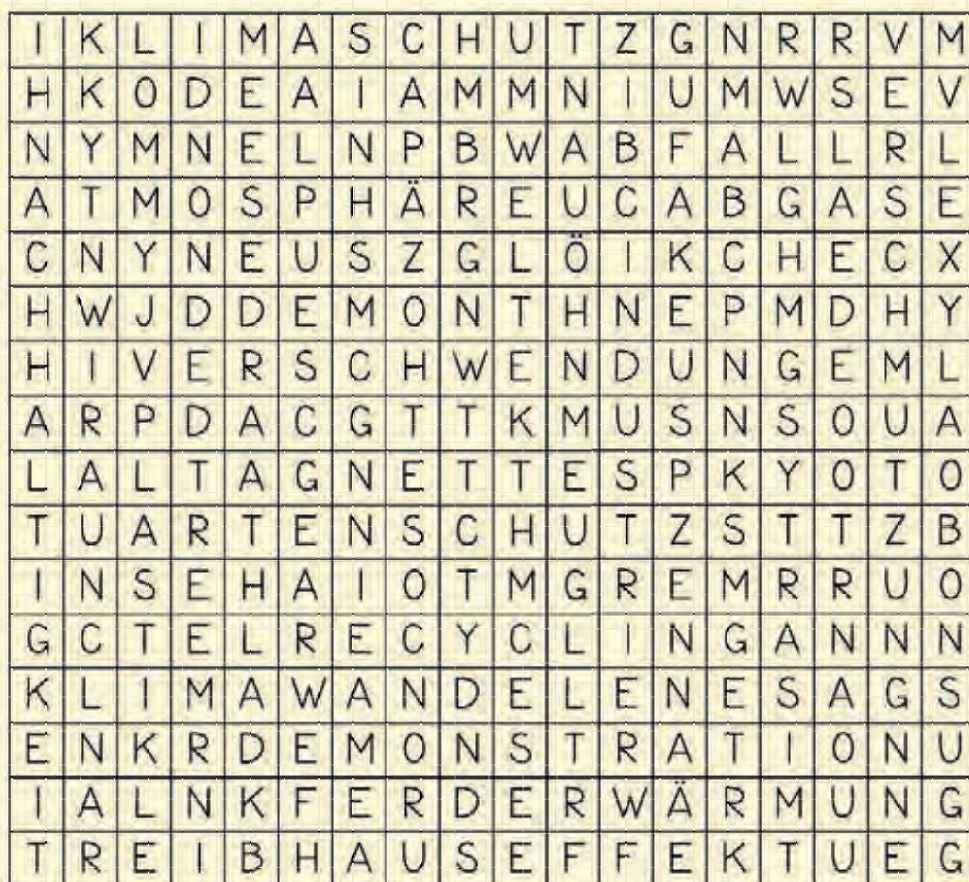 I K L I M A S C H U T Z G N R R V M
H K O D E A I A M M N I U M W S E V
N Y M N E L N P B W A B F A L L R L
A T M O S P H Ä R E U C A B G A S E
C N Y N E U S Z G L Ö I K C H E C X
H W J D D E M O N T H N E P M D H Y
H I V E R S C H W E N D U N G E M L
A R P D A C G T T K M U S N S O U A
L A L T A G N E T T E S P K Y O T O
T U A R T E N S C H U T Z S T T Z B
I N S E H A I O T M G R E M R R U O
G C T E L R E C Y C L I N G A N N N
K L I M A W A N D E L E N E S A G S
E N K R D E M O N S T R A T I O N U
I A L N K F E R D E R W Ä R M U N G
T R E I B H A U S E F F E K T U E G